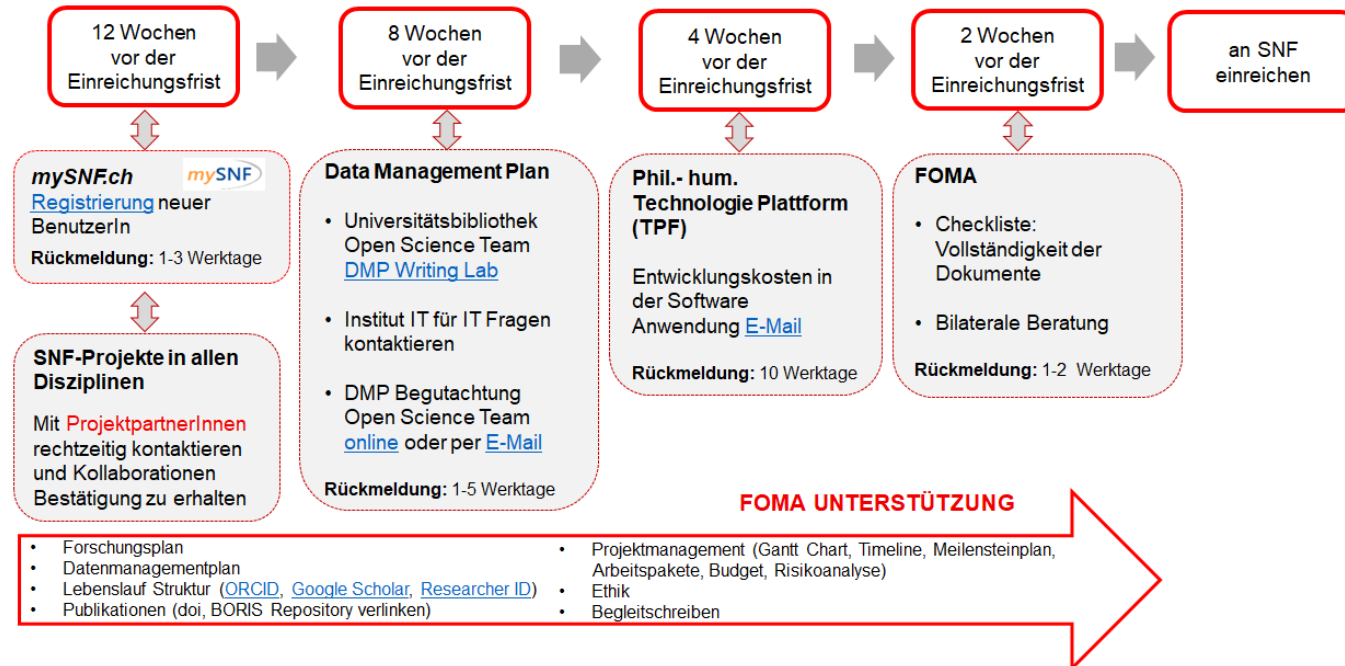 12 Wochen
vor der
Einreichungsfrist
8 Wochen
vor der
Einreichungsfrist
4 Wochen
vor der
Einreichungsfrist
2 Wochen
vor der
Einreichungsfrist
an SNF
einreichen
mySNF.ch
mySNF
Registrierung neuer
BenutzerIn
Rückmeldung: 1-3 Werktage
SNF-Projekte in allen
Disziplinen
Mit ProjektpartnerInnen
rechtzeitig kontaktieren
und Kollaborationen
Bestätigung zu erhalten
Data Management Plan
• Universitätsbibliothek
Open Science Team
DMP Writing Lab
• Institut IT für IT Fragen
kontaktieren
• DMP Begutachtung
Open Science Team
online oder per E-Mail
Rückmeldung: 1-5 Werktage
Phil.- hum.
Technologie Plattform
(TPF)
Entwicklungskosten in
der Software
Anwendung E-Mail
Rückmeldung: 10 Werktage
FOMA
• Checkliste:
Vollständigkeit der
Dokumente
• Bilaterale Beratung
Rückmeldung: 1-2 Werktage
FOMA UNTERSTÜTZUNG
• Forschungsplan
• Datenmanagementplan
• Lebenslauf Struktur (ORCID, Google Scholar, Researcher ID)
• Publikationen (doi, BORIS Repository verlinken)
• Projektmanagement (Gantt Chart, Timeline, Meilensteinplan,
Arbeitspakete, Budget, Risikoanalyse)
• Ethik
• Begleitschreiben